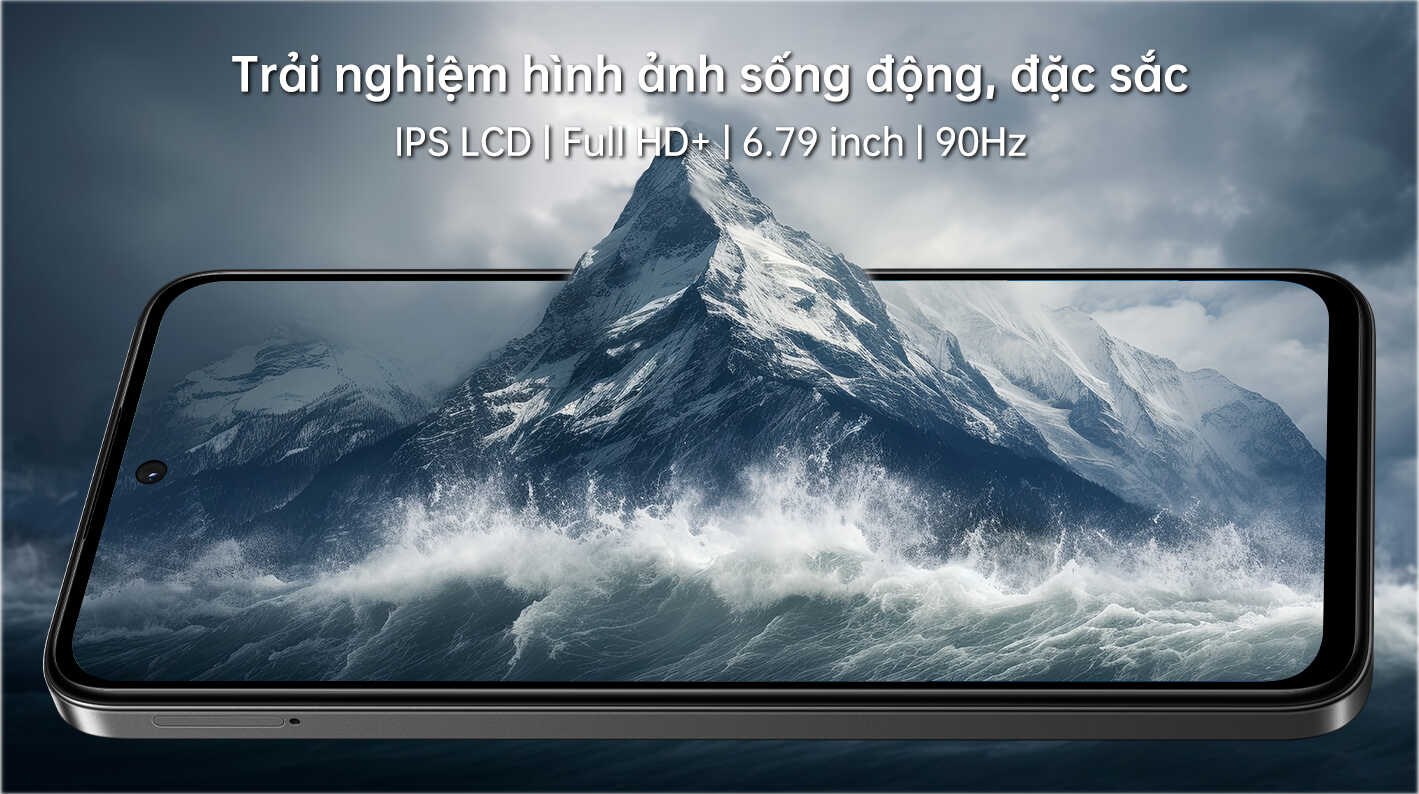 Trải nghiệm hình ảnh sống động, đặc sắc
IPS LCD | Full HD+ | 6.79 inch | 90Hz